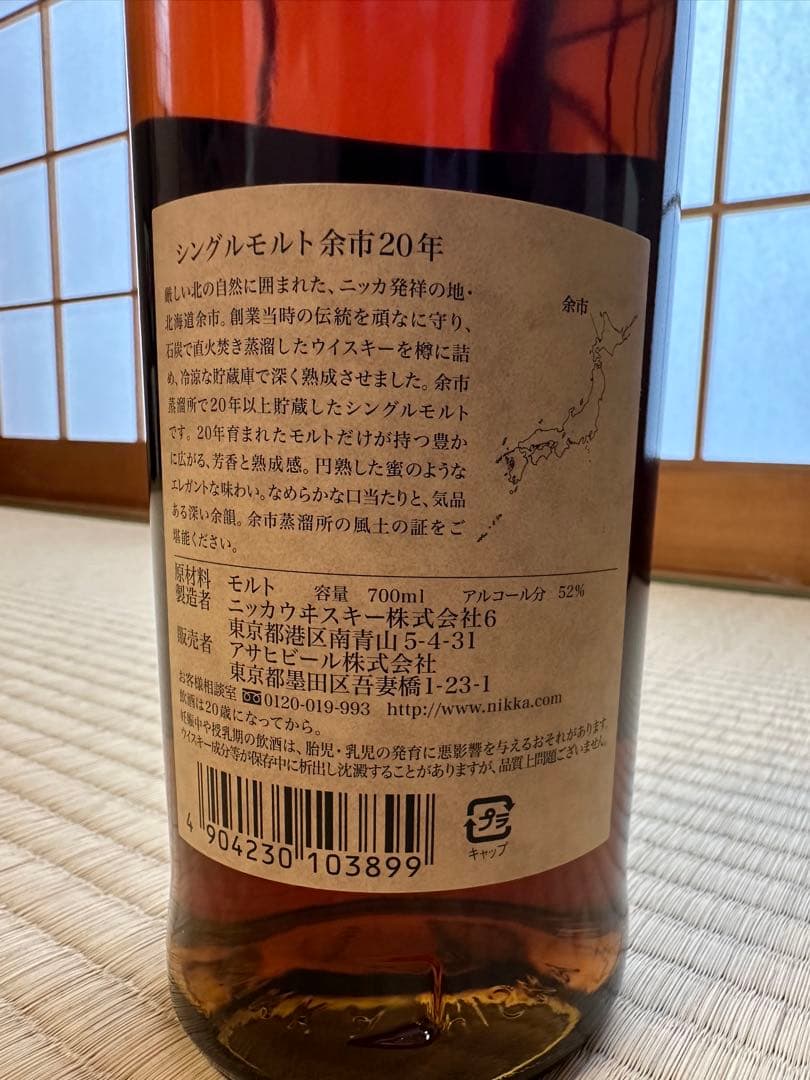 シングルモルト余市20年
厳しい北の自然に囲まれた、ニッカ発祥の地・
北海道余市。創業当時の伝統を頑なに守り、
石炭で直火焚き蒸溜したウイスキーを樽に詰
め、冷涼な貯蔵庫で深く熟成させました。余市
蒸溜所で20年以上貯蔵したシングルモルト
です。20年育まれたモルトだけが持つ豊か
に広がる、芳香と熟成感。円熟した蜜のような
エレガントな味わい。なめらかな口当たりと、気品
ある深い余韻。余市蒸溜所の風土の証をご
堪能ください。
余市
原材料 モルト 容量 700ml アルコール分 52%
製造者 ニッカウヰスキー株式会社6
東京都港区南青山5-4-31
販売者 アサヒビール株式会社
東京都墨田区吾妻橋1-23-1
お客様相談室 0120-019-993 http://www.nikka.com
飲酒は20歳になってから。
妊娠中や授乳期の飲酒は、胎児・乳児の発育に悪影響を与えるおそれがあります。
ウイスキー成分等が保存中に析出し沈澱することがありますが、品質上問題ございません。
4 904230 103899
プラ
キャップ